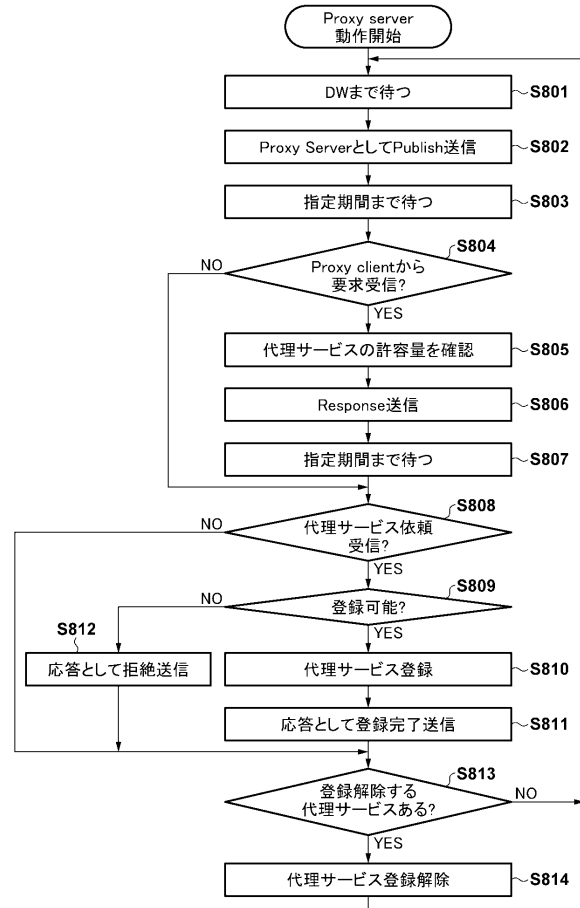 Proxy server
動作開始
DWまで待つ
S801
Proxy ServerとしてPublish送信
S802
指定期間まで待つ
S803
S804
Proxy clientから
要求受信?
NO
YES
代理サービスの許容量を確認
S805
Response送信
S806
指定期間まで待つ
S807
S808
代理サービス依頼
受信?
NO
YES
S809
登録可能?
NO
YES
S812
応答として拒絶送信
代理サービス登録
S810
応答として登録完了送信
S811
S813
登録解除する
代理サービスある?
NO
YES
代理サービス登録解除
S814